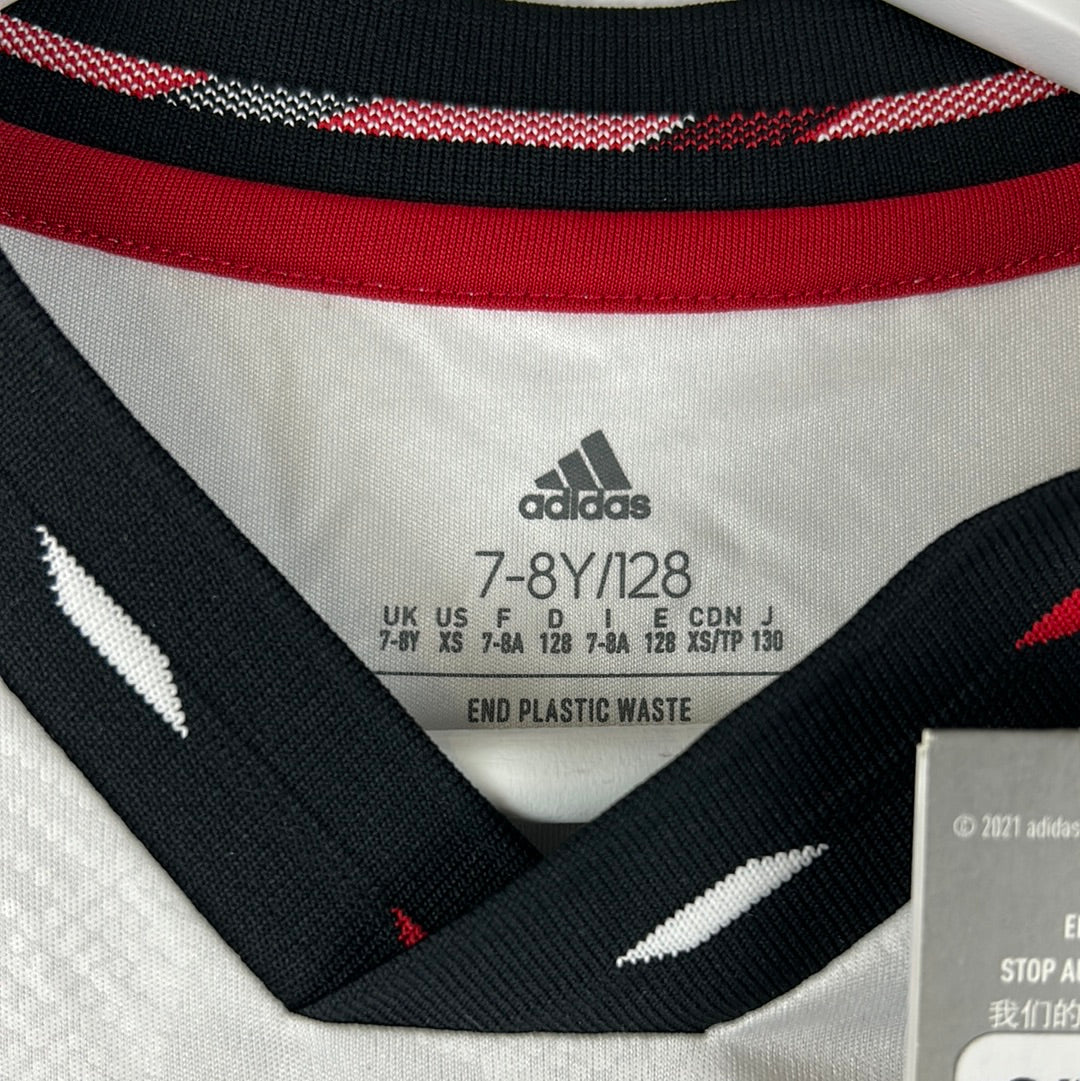 adidas
7-8Y/128
UK US F D I E CDN J
7-8Y XS 7-8A 128 7-8A 128 XS/TP 130
END PLASTIC WASTE
© 2021 adidas
STOP
我们的